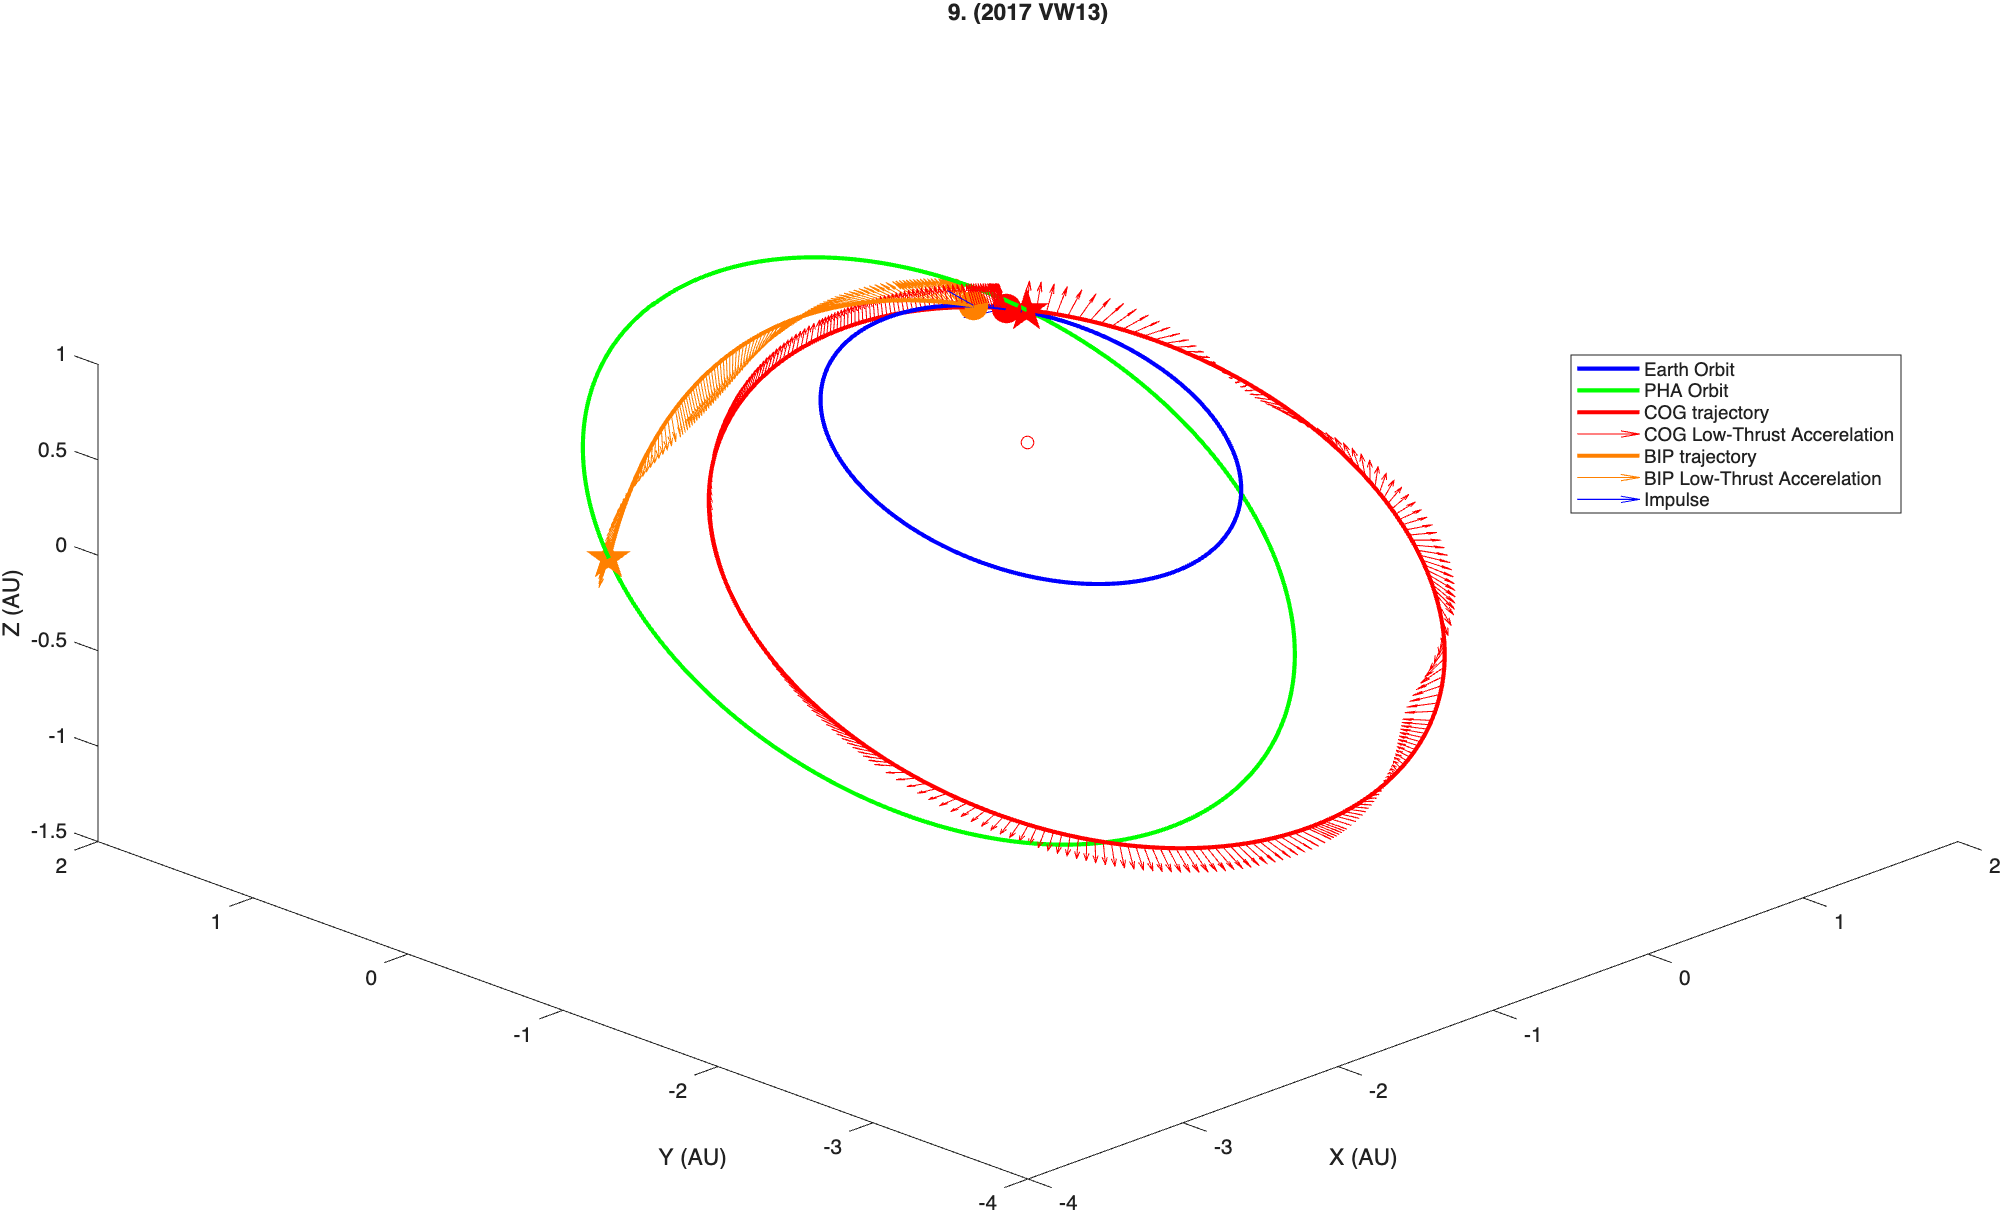 9. (2017 VW13)
Earth Orbit
PHA Orbit
COG trajectory
COG Low-Thrust Accerelation
BIP trajectory
BIP Low-Thrust Accerelation
Impulse
1
0.5
0
-0.5
-1
-1.5
Z (AU)
2
1
0
-1
-2
-3
-4
Y (AU)
-4
-3
-2
-1
0
1
2
X (AU)